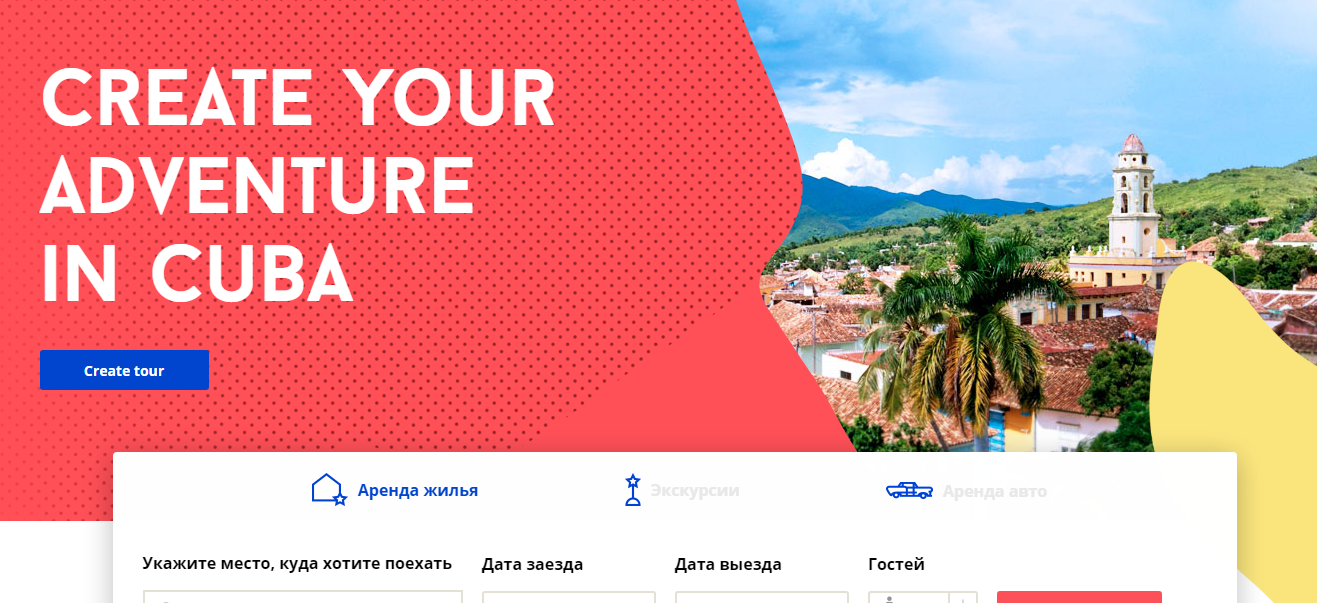 CREATE YOUR
ADVENTURE
IN CUBA
Create tour
Аренда жилья
Экскурсии
Аренда авто
Укажите место, куда хотите поехать
Дата заезда
Дата выезда
Гостей